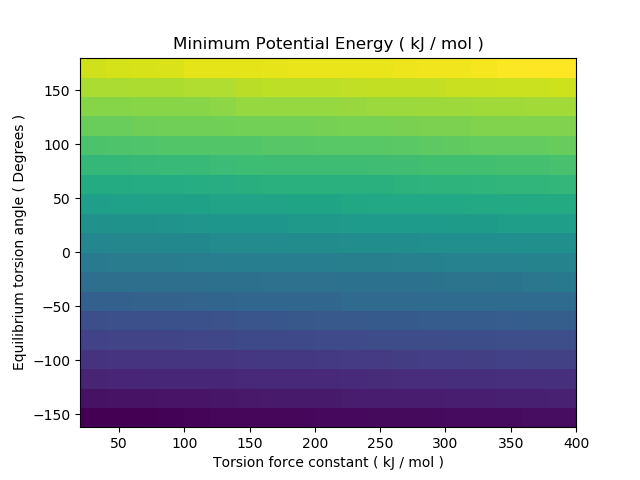 Minimum Potential Energy ( kJ / mol )
Equilibrium torsion angle ( Degrees )
150
100
50
0
−50
−100
−150
50 100 150 200 250 300 350 400
Torsion force constant ( kJ / mol )